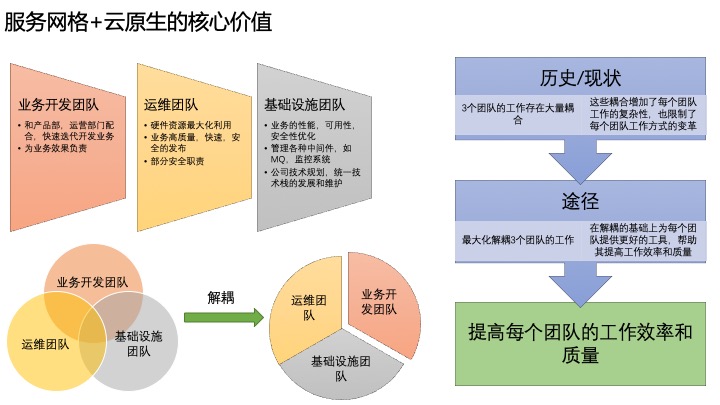 服务网格+云原生的核心价值
业务开发团队
• 和产品部，运营部门配
合，快速迭代开发业务
• 为业务效果负责
运维团队
• 硬件资源最大化利用
• 业务高质量，快速，安
全的发布
• 部分安全职责
基础设施团队
• 业务的性能，可用性，
安全性优化
• 管理各种中间件，如
MQ，监控系统
• 公司技术规划，统一技
术栈的发展和维护
业务开发团队
运维团队
基础设施
团队
解耦
运维团
队
业务开
发团队
基础设施团
队
历史/现状
3个团队的工作存在大量耦
合
这些耦合增加了每个团队
工作的复杂性，也限制了
每个团队工作方式的变革
途径
最大化解耦3个团队的工作
在解耦的基础上为每个团
队提供更好的工具，帮助
其提高工作效率和质量
提高每个团队的工作效率和
质量